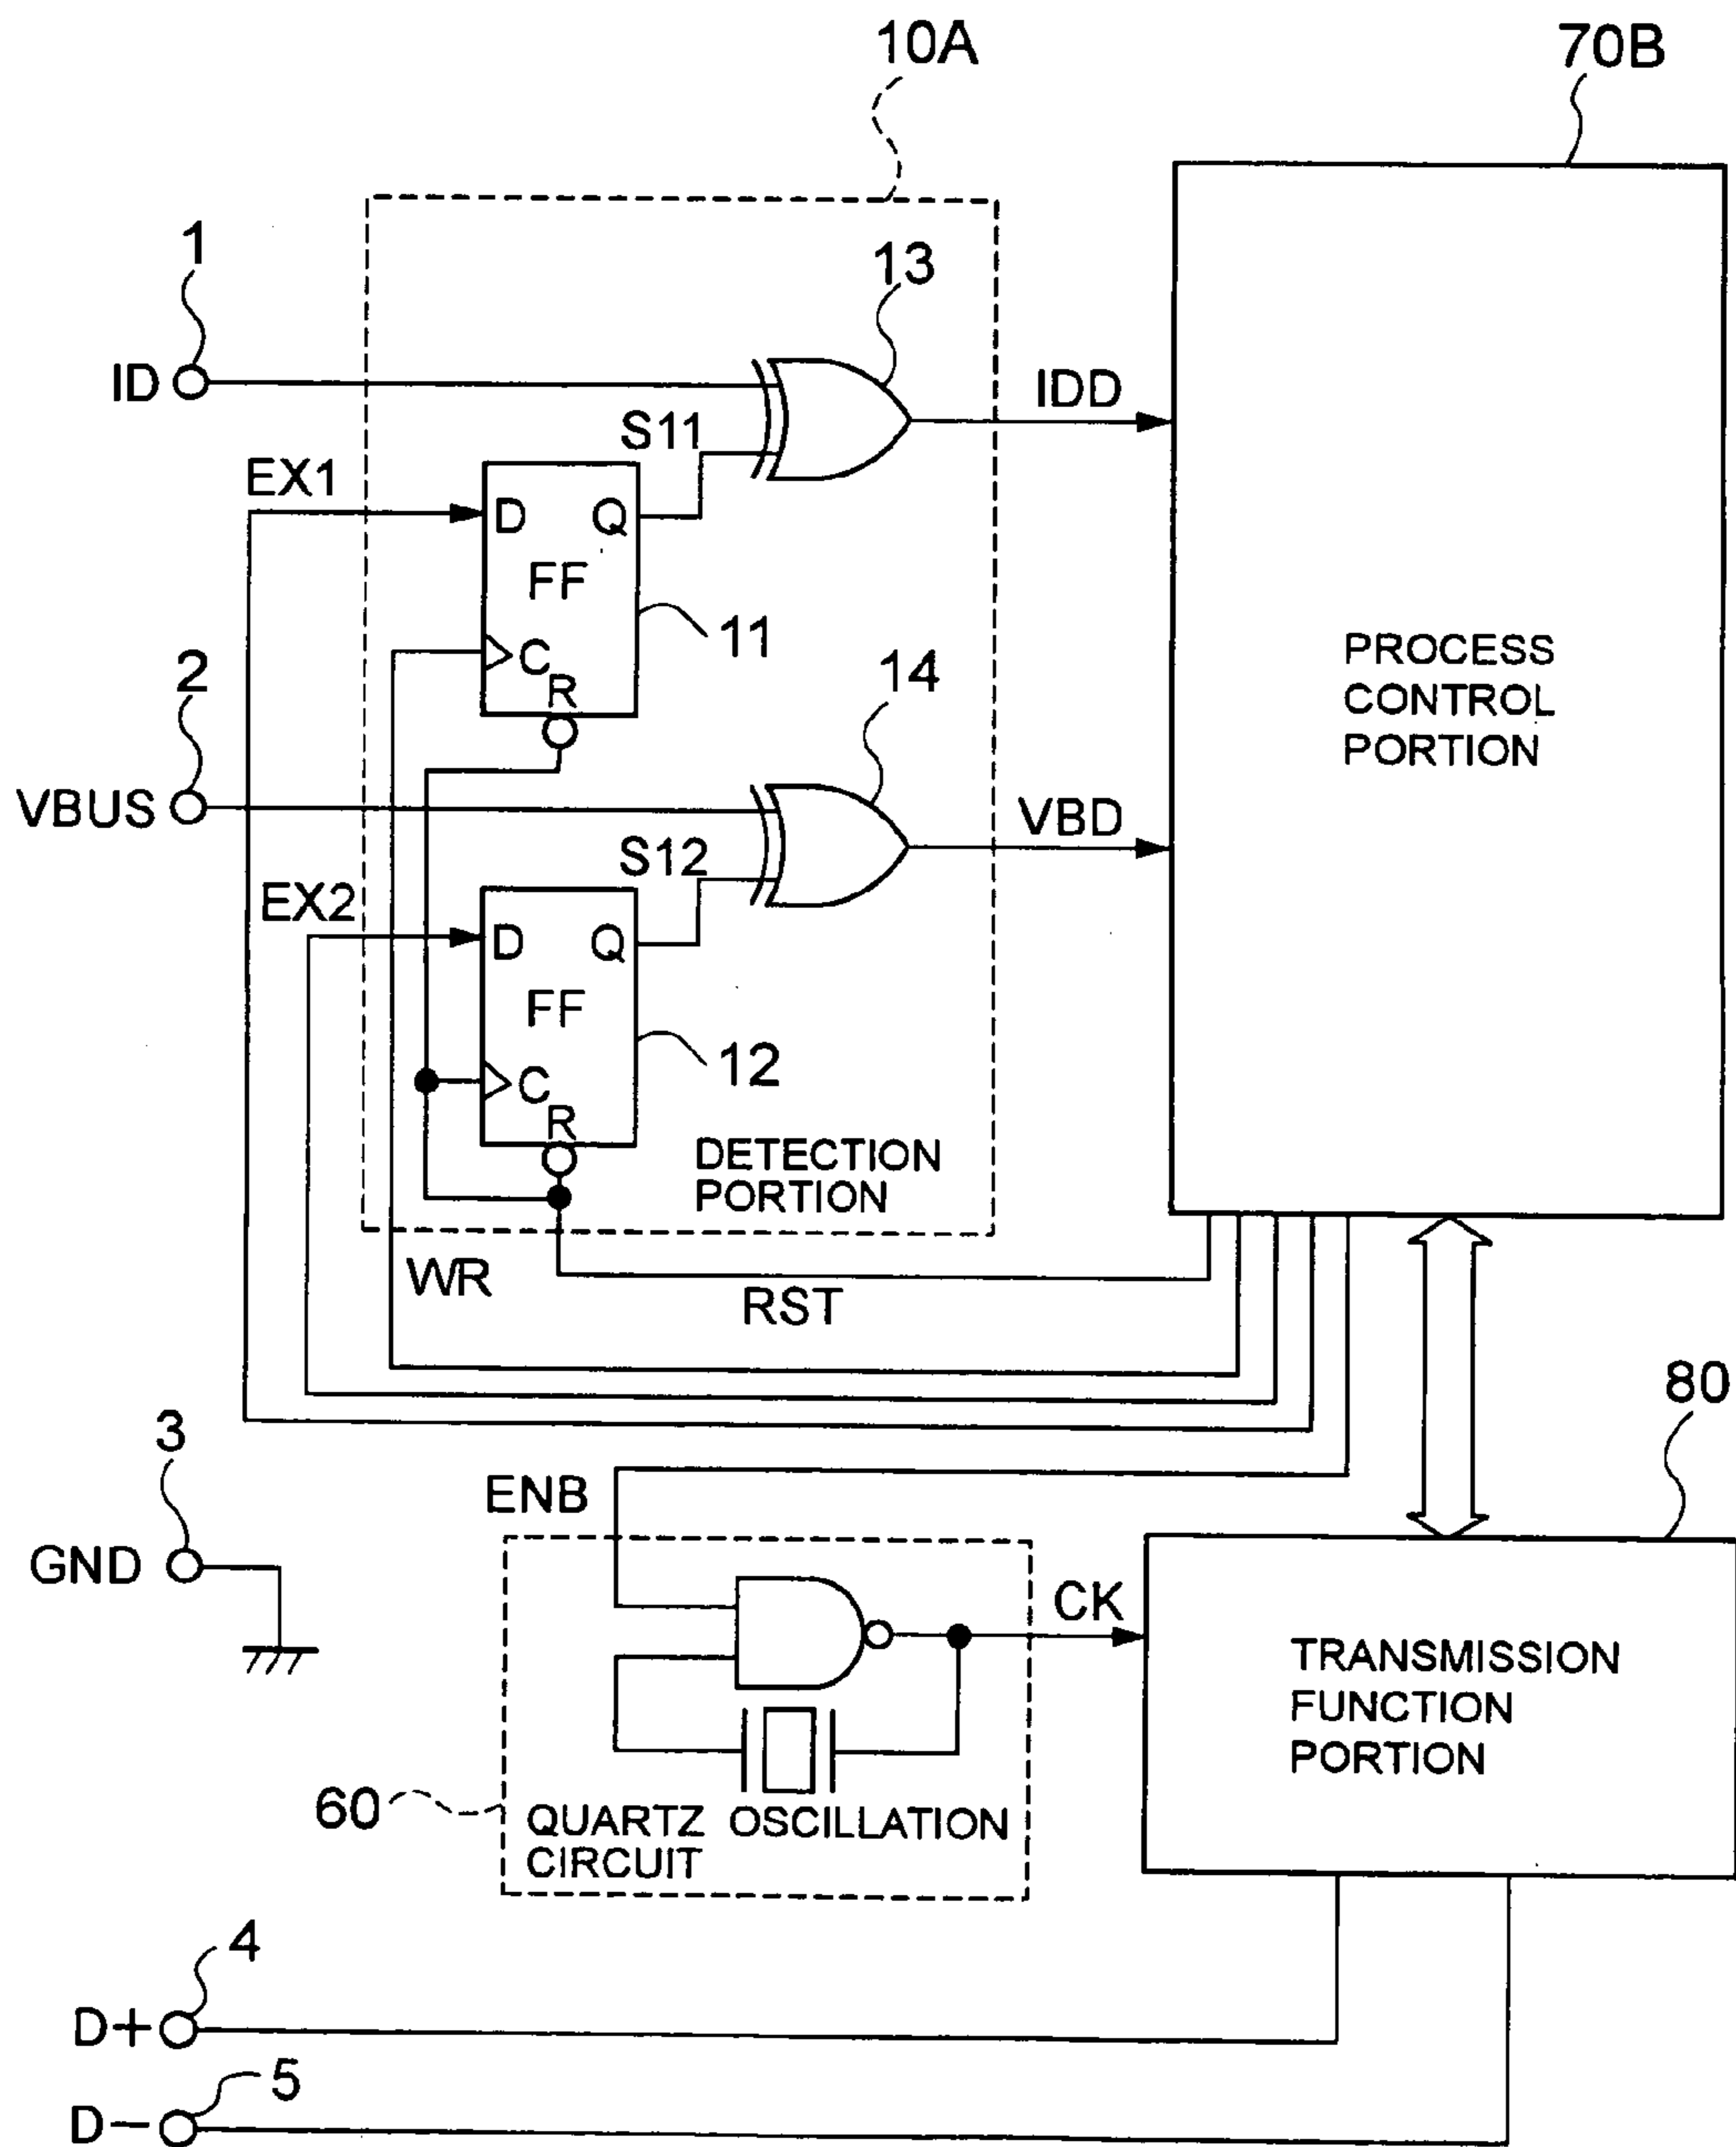 10A
70B
1
13
ID
IDD
S11
EX1
D
Q
FF
11
C
R
PROCESS
CONTROL
PORTION
2
14
VBUS
VBD
S12
EX2
D
Q
FF
12
C
R
DETECTION
PORTION
WR
RST
80
3
ENB
GND
CK
TRANSMISSION
FUNCTION
PORTION
60
QUARTZ OSCILLATION
CIRCUIT
4
D+
5
D−